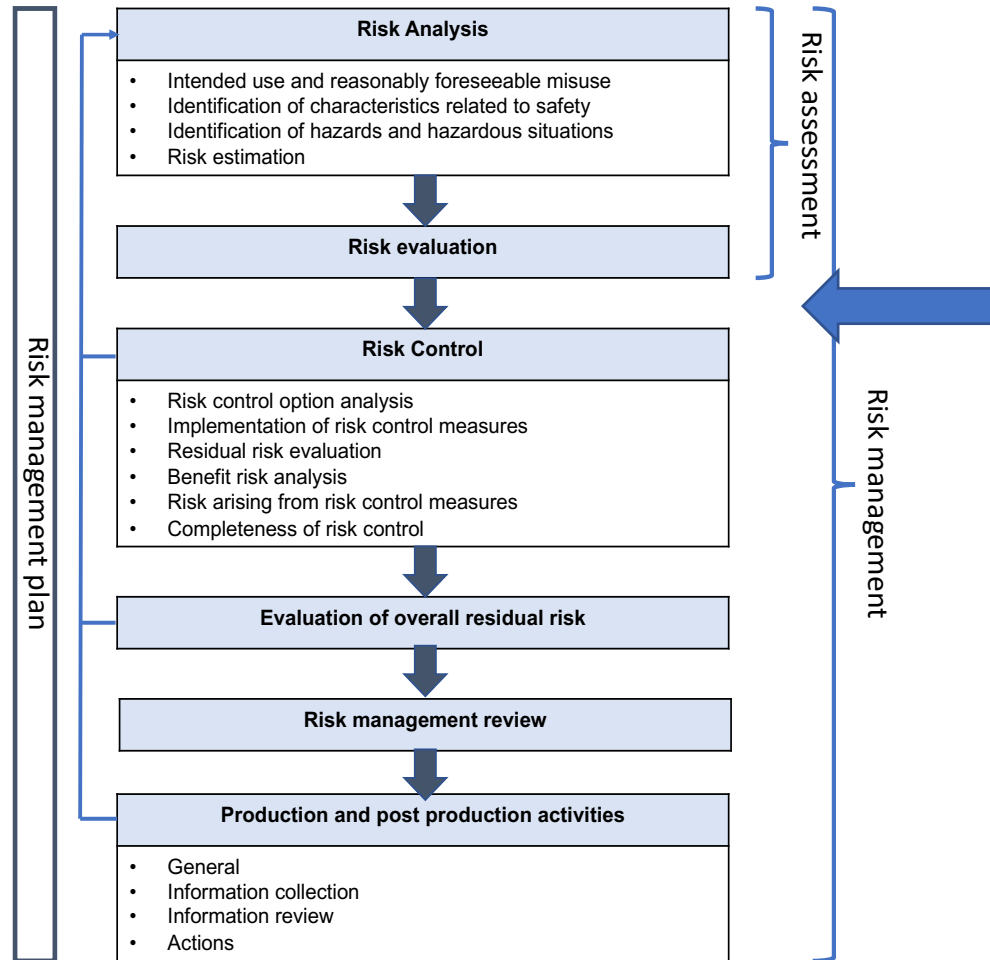 Risk Analysis
• Intended use and reasonably foreseeable misuse
• Identification of characteristics related to safety
• Identification of hazards and hazardous situations
• Risk estimation
Risk evaluation
Risk Control
• Risk control option analysis
• Implementation of risk control measures
• Residual risk evaluation
• Benefit risk analysis
• Risk arising from risk control measures
• Completeness of risk control
Evaluation of overall residual risk
Risk management review
Production and post production activities
• General
• Information collection
• Information review
• Actions
Risk management plan
Risk assessment
Risk management